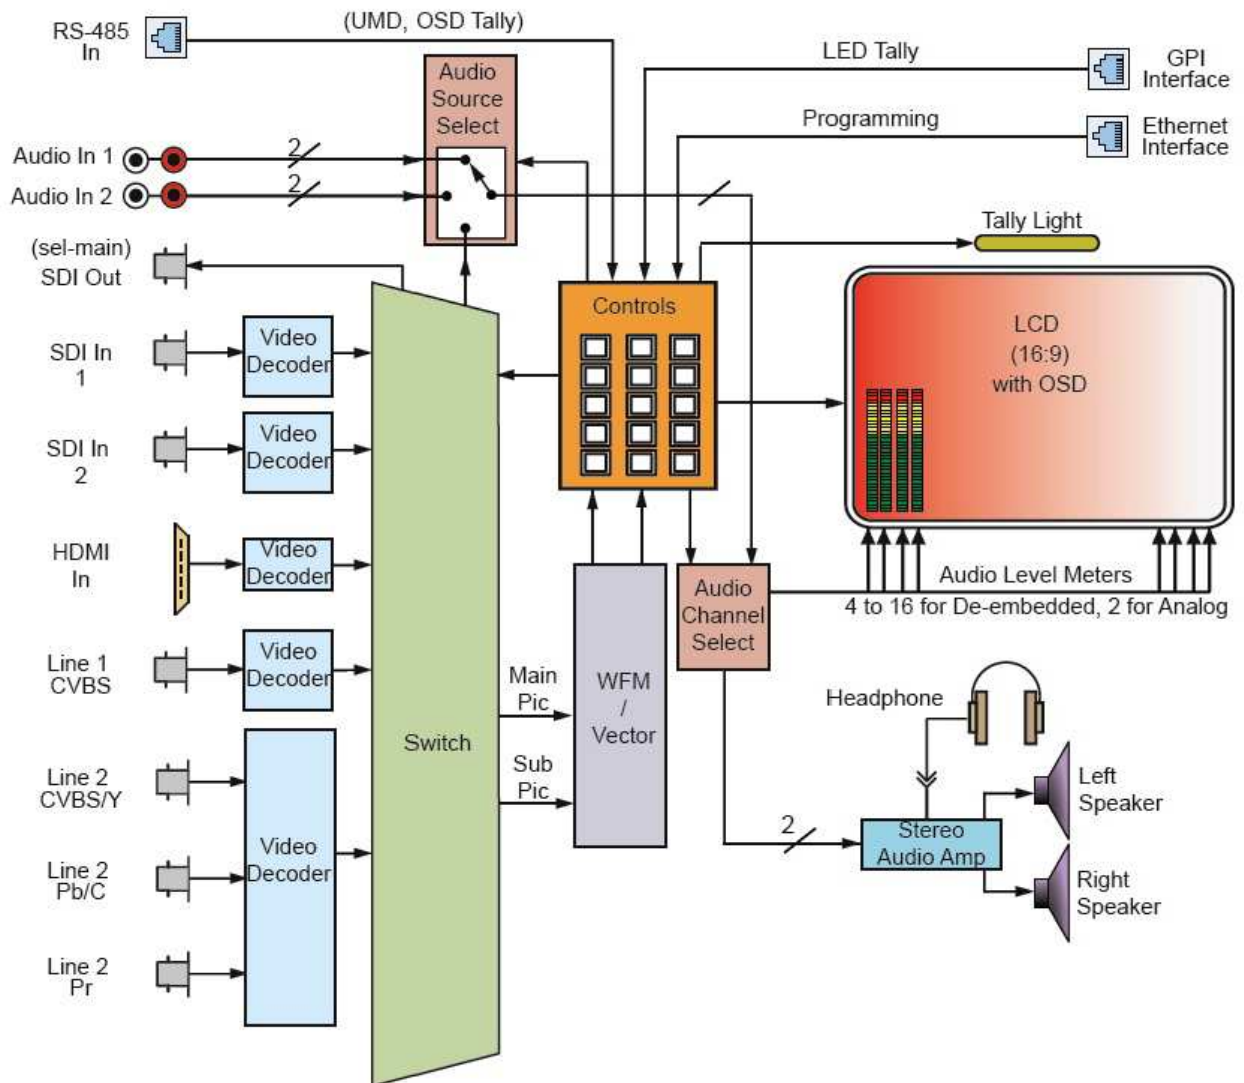 RS-485
In
(UMD, OSD Tally)
LED Tally
GPI
Interface
Audio
Source
Select
Programming
Ethernet
Interface
Audio In 1
2
Audio In 2
2
(sel-main)
SDI Out
Tally Light
Controls
LCD
(16:9)
with OSD
SDI In
1
Video
Decoder
SDI In
2
Video
Decoder
HDMI
In
Video
Decoder
Audio
Channel
Select
Audio Level Meters
4 to 16 for De-embedded, 2 for Analog
Line 1
CVBS
Video
Decoder
Main
Pic
WFM
/
Vector
Headphone
Switch
Sub
Pic
Line 2
CVBS/Y
Left
Speaker
2
Stereo
Audio Amp
Video
Decoder
Line 2
Pb/C
Right
Speaker
Line 2
Pr